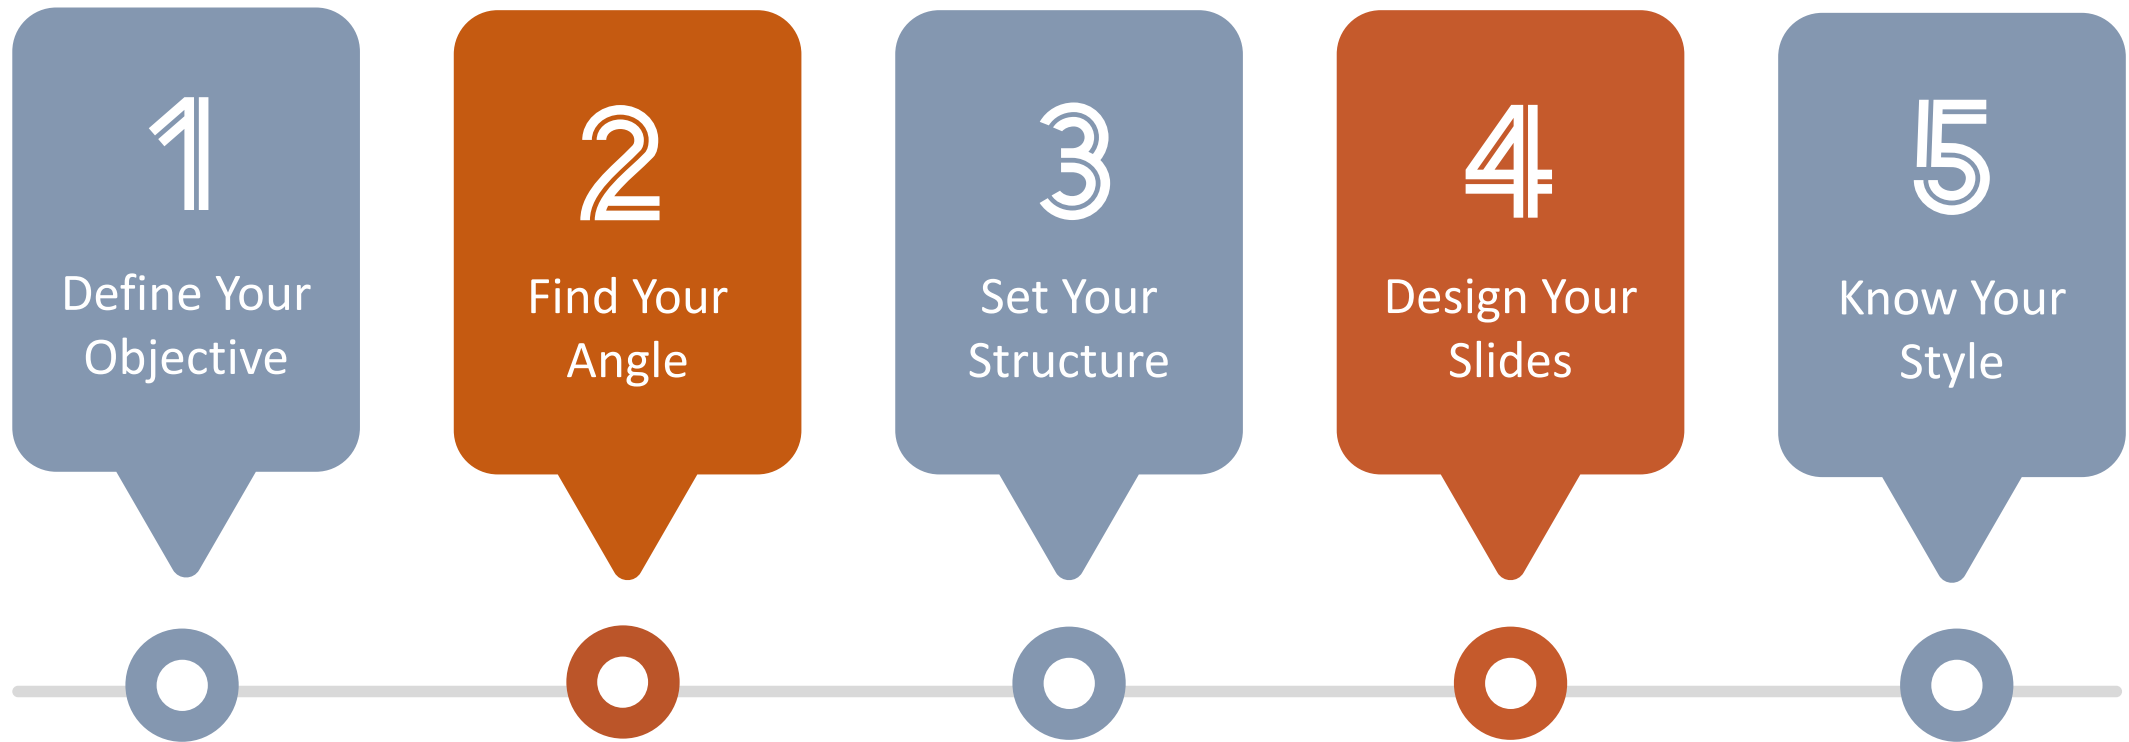 1
Define Your
Objective
2
Find Your
Angle
3
Set Your
Structure
4
Design Your
Slides
5
Know Your
Style